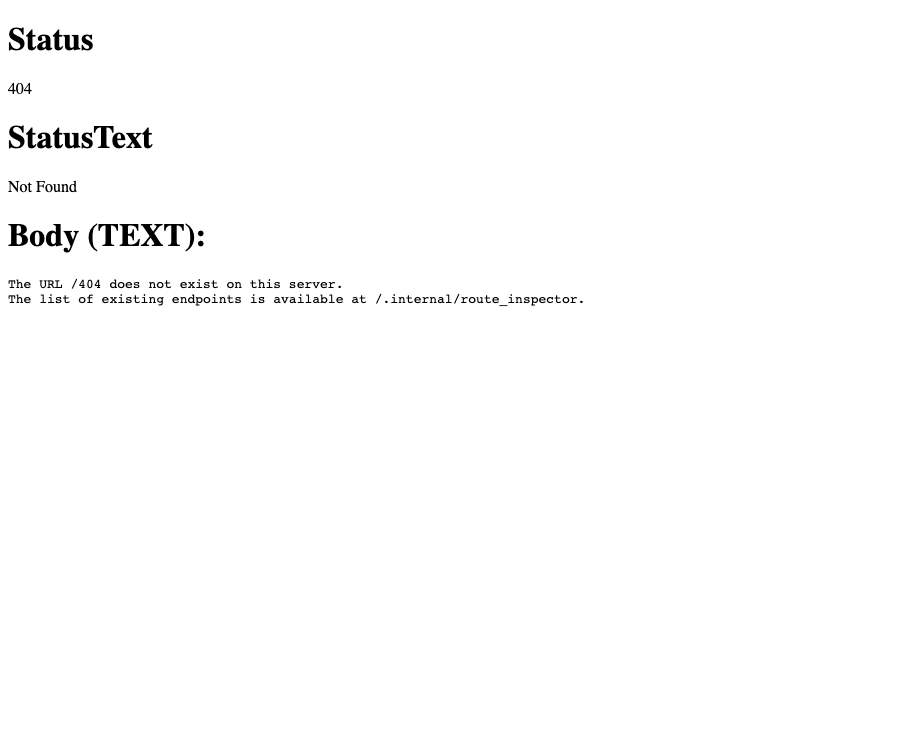 Status
404
StatusText
Not Found
Body (TEXT):
The URL /404 does not exist on this server.
The list of existing endpoints is available at /.internal/route_inspector.